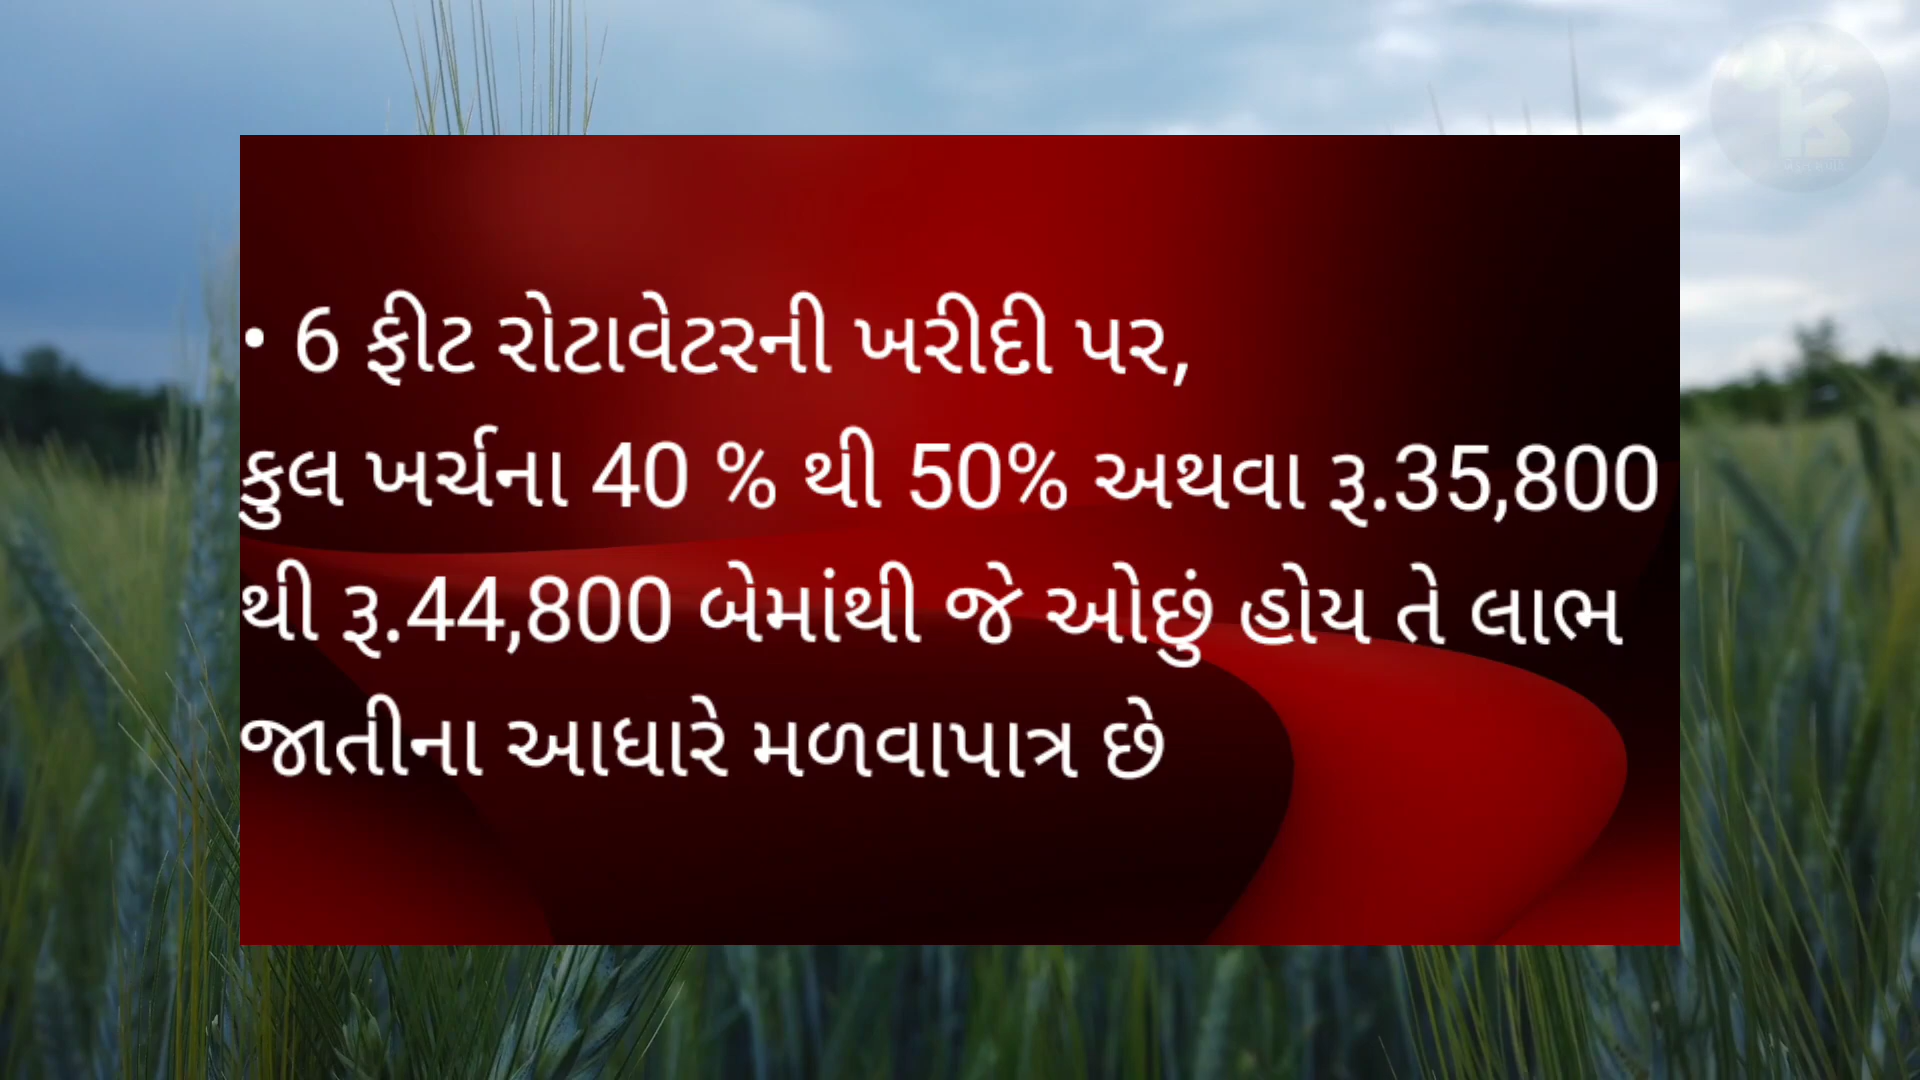 • 6 ફીટ રોટાવેટરની ખરીદી પર,
કુલ ખર્ચના 40 % થી 50% અથવા રૂ.35,800
થી રૂ.44,800 બેમાંથી જે ઓછું હોય તે લાભ
જાતીના આધારે મળવાપાત્ર છે